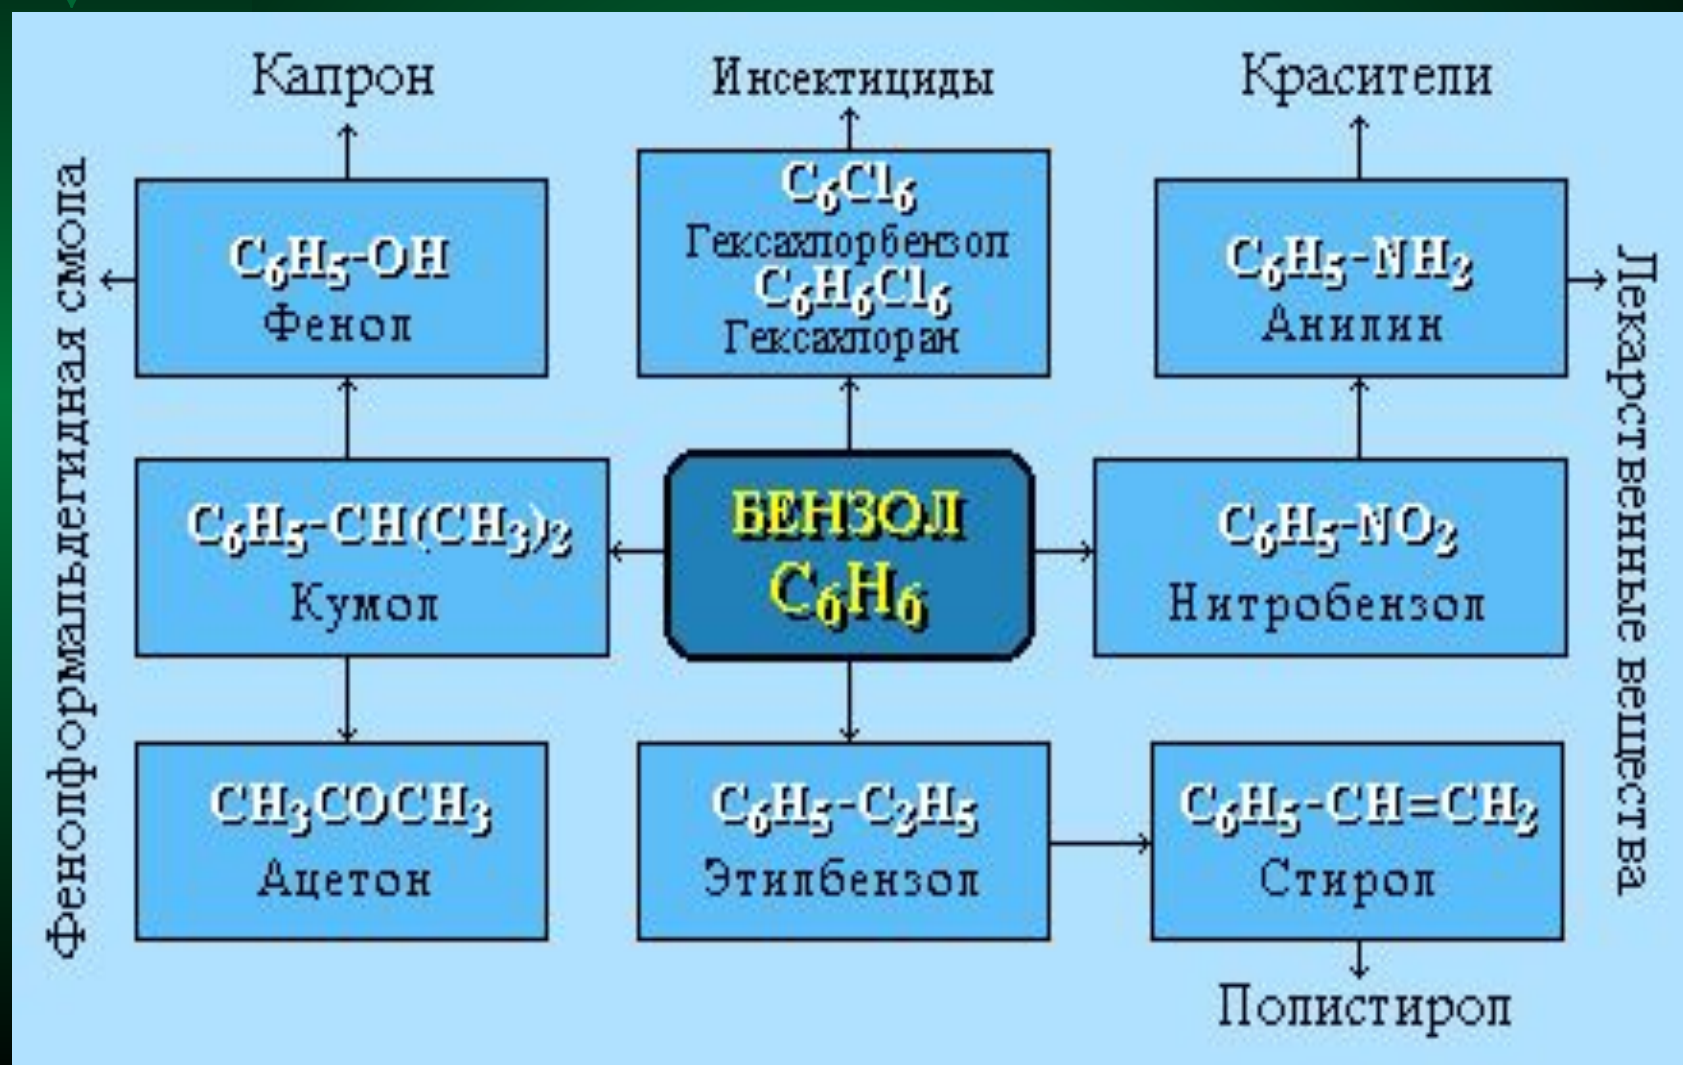 Капрон
Инсектициды
Красители
Фенолформальдегидная смола
C₆H₅-OH
Фенол
C₆Cl₆
Гексахлорбензол
C₆H₆Cl₆
Гексахлоран
C₆H₅-NH₂
Анилин
Лекарственные вещества
C₆H₅-CH(CH₃)₂
Кумол
БЕНЗОЛ
C₆H₆
C₆H₅-NO₂
Нитробензол
CH₃COCH₃
Ацетон
C₆H₅-C₂H₅
Этилбензол
C₆H₅-CH=CH₂
Стирол
Полистирол